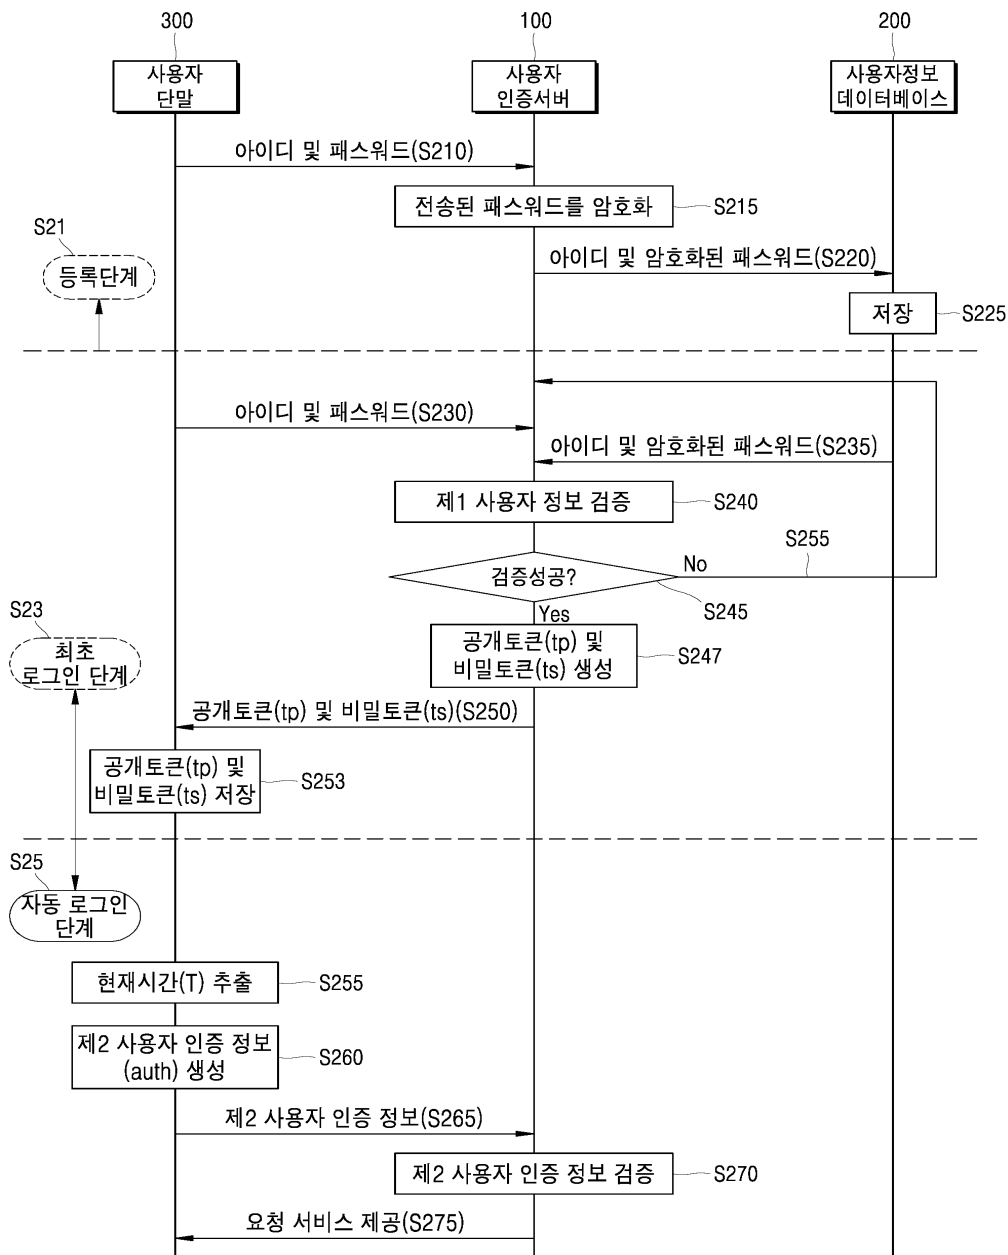 300
100
200
사용자
단말
사용자
인증서버
사용자정보
데이터베이스
아이디 및 패스워드(S210)
전송된 패스워드를 암호화
S215
S21
등록단계
아이디 및 암호화된 패스워드(S220)
저장
S225
아이디 및 패스워드(S230)
아이디 및 암호화된 패스워드(S235)
제1 사용자 정보 검증
S240
S255
No
검증성공?
S245
Yes
S23
최초
로그인 단계
공개토큰(tp) 및
비밀토큰(ts) 생성
S247
공개토큰(tp) 및 비밀토큰(ts)(S250)
공개토큰(tp) 및
비밀토큰(ts) 저장
S253
S25
자동 로그인
단계
현재시간(T) 추출
S255
제2 사용자 인증 정보
(auth) 생성
S260
제2 사용자 인증 정보(S265)
제2 사용자 인증 정보 검증
S270
요청 서비스 제공(S275)